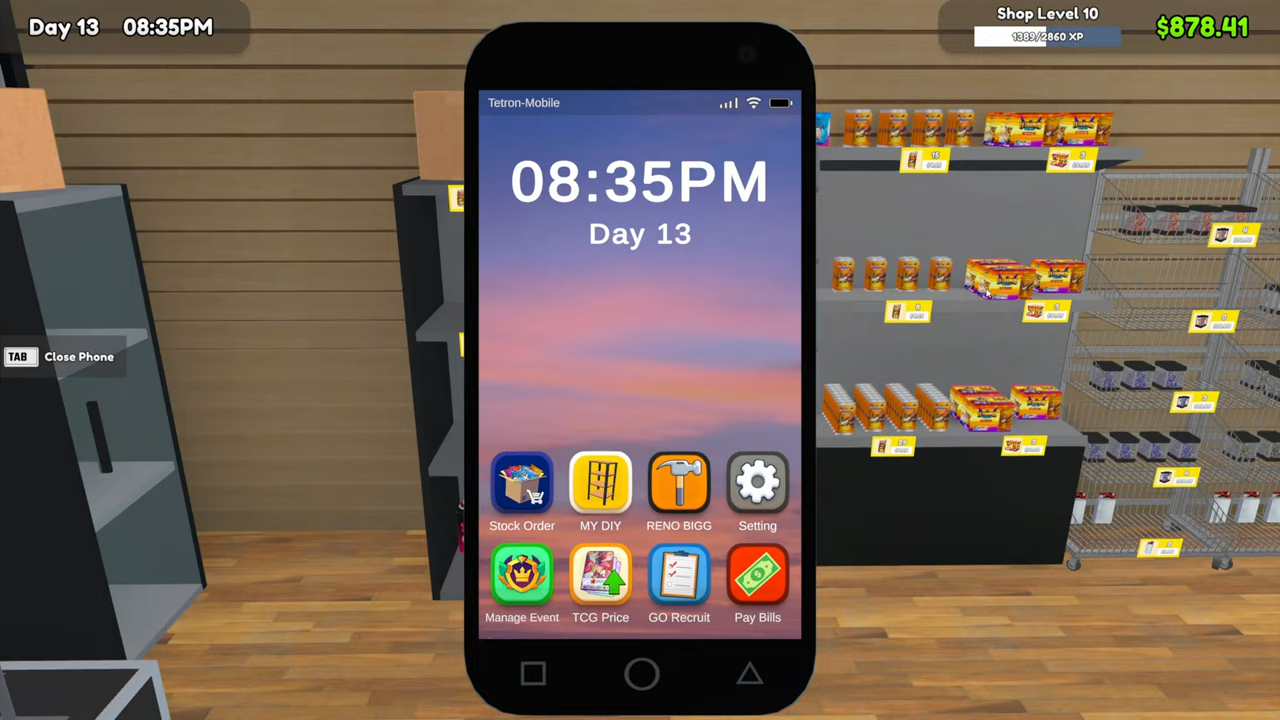 Day 13 08:35PM
Shop Level 10
1389/2860 XP
$878.41
Tetron-Mobile
08:35PM
Day 13
TAB Close Phone
Stock Order MY DIY RENO BIGG Setting
Manage Event TCG Price GO Recruit Pay Bills